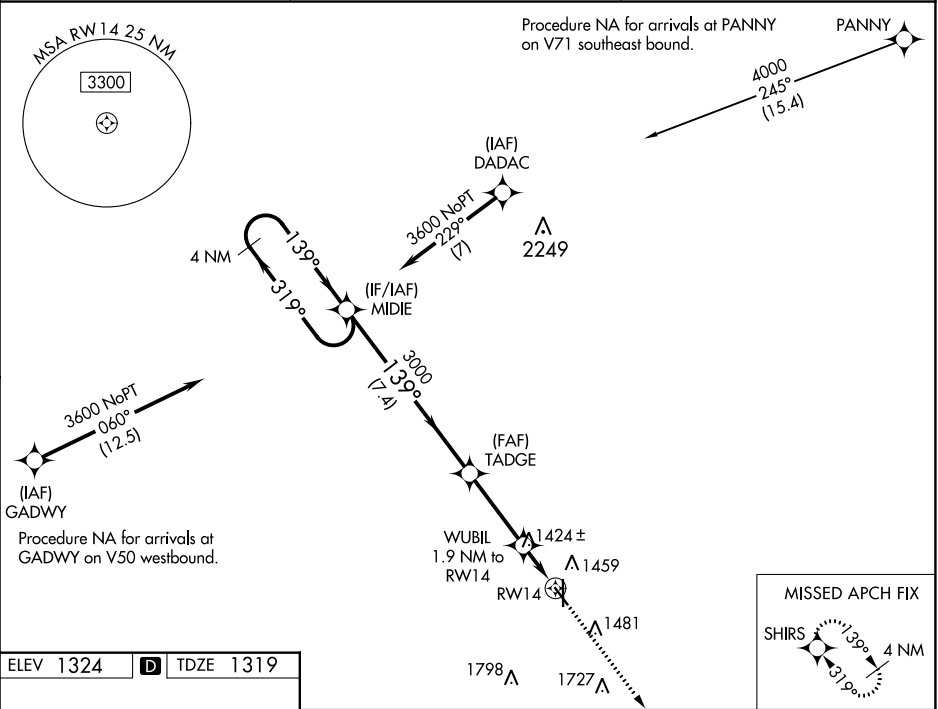 MSA RW14 25 NM
3300
Procedure NA for arrivals at PANNY
on V71 southeast bound.
PANNY
4000
245°
(15.4)
(IAF)
DADAC
3600 NoPT
229°
(7)
2249
4 NM
139°
319°
(IF/IAF)
MIDIE
3000
139°
(7.4)
3600 NoPT
060°
(12.5)
(IAF)
GADWY
Procedure NA for arrivals at
GADWY on V50 westbound.
(FAF)
TADGE
WUBIL
1.9 NM to
RW14
1424 ±
1459
RW14
1481
1798
1727
MISSED APCH FIX
SHIRS
139°
4 NM
319°
ELEV 1324 D TDZE 1319